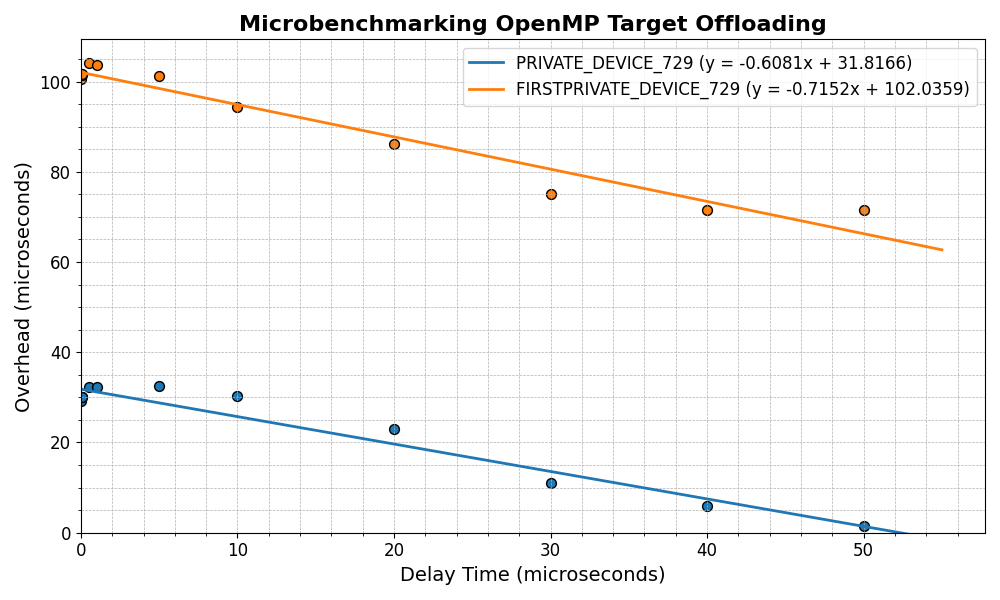 Microbenchmarking OpenMP Target Offloading
PRIVATE_DEVICE_729 (y = -0.6081x + 31.8166)
FIRSTPRIVATE_DEVICE_729 (y = -0.7152x + 102.0359)
Overhead (microseconds)
100
80
60
40
20
0
0 10 20 30 40 50
Delay Time (microseconds)